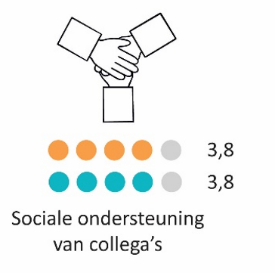 3,8
3,8
Sociale ondersteuning
van collega's